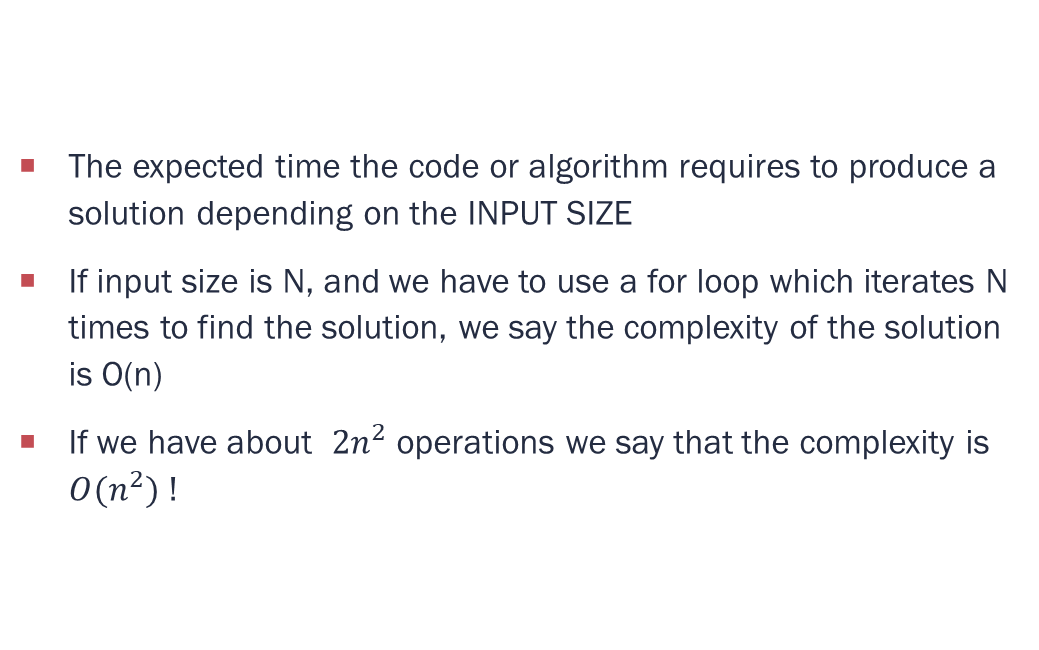 The expected time the code or algorithm requires to produce a
solution depending on the INPUT SIZE
If input size is N, and we have to use a for loop which iterates N
times to find the solution, we say the complexity of the solution
is O(n)
If we have about 2n² operations we say that the complexity is
O(n²) !